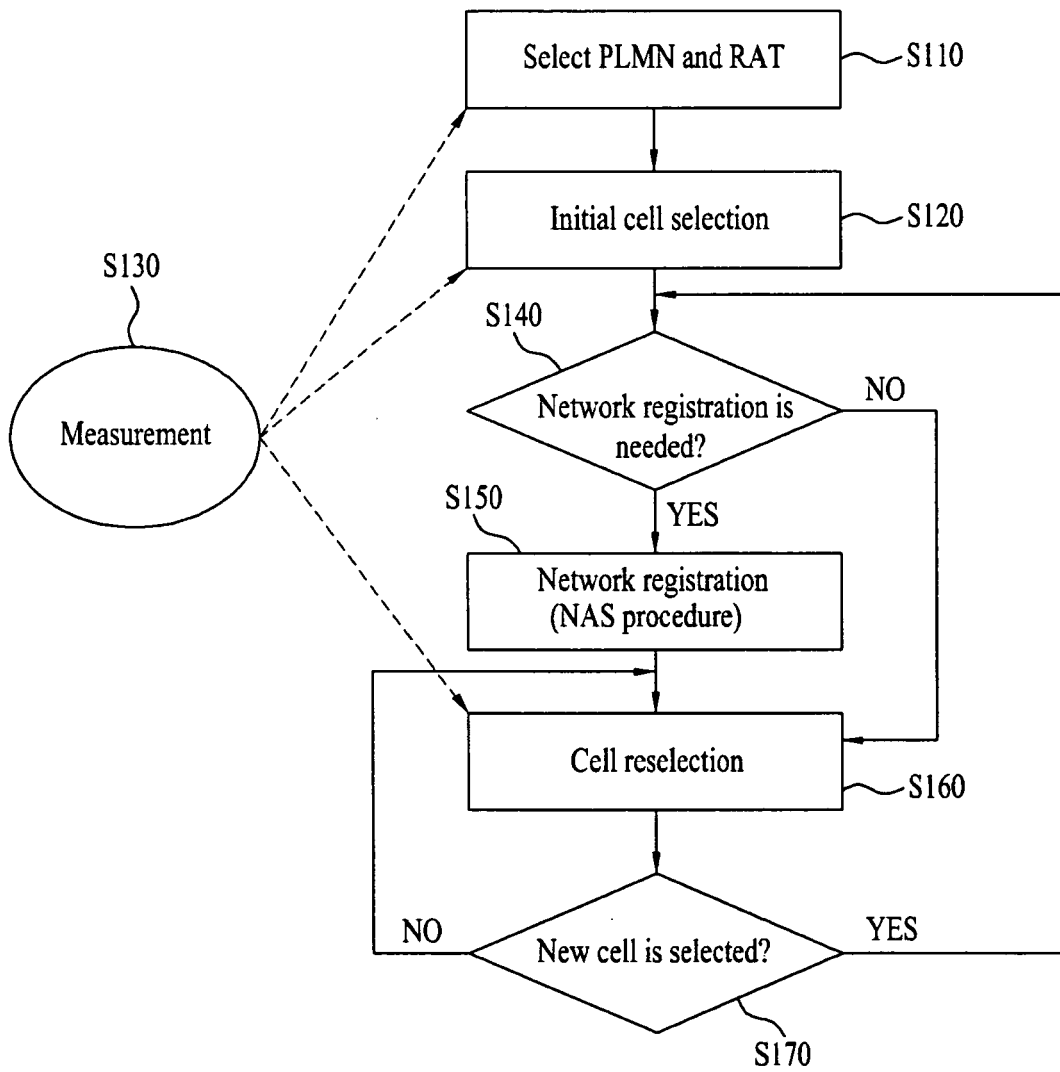 Select PLMN and RAT
S110
Initial cell selection
S120
S130
Measurement
S140
Network registration is
needed?
NO
YES
S150
Network registration
(NAS procedure)
Cell reselection
S160
NO
New cell is selected?
YES
S170